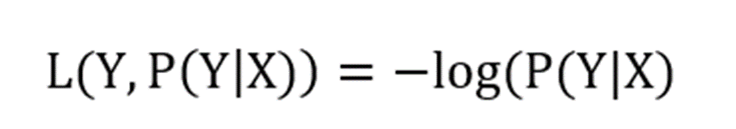 L(Y, P(Y|X)) = −log(P(Y|X)